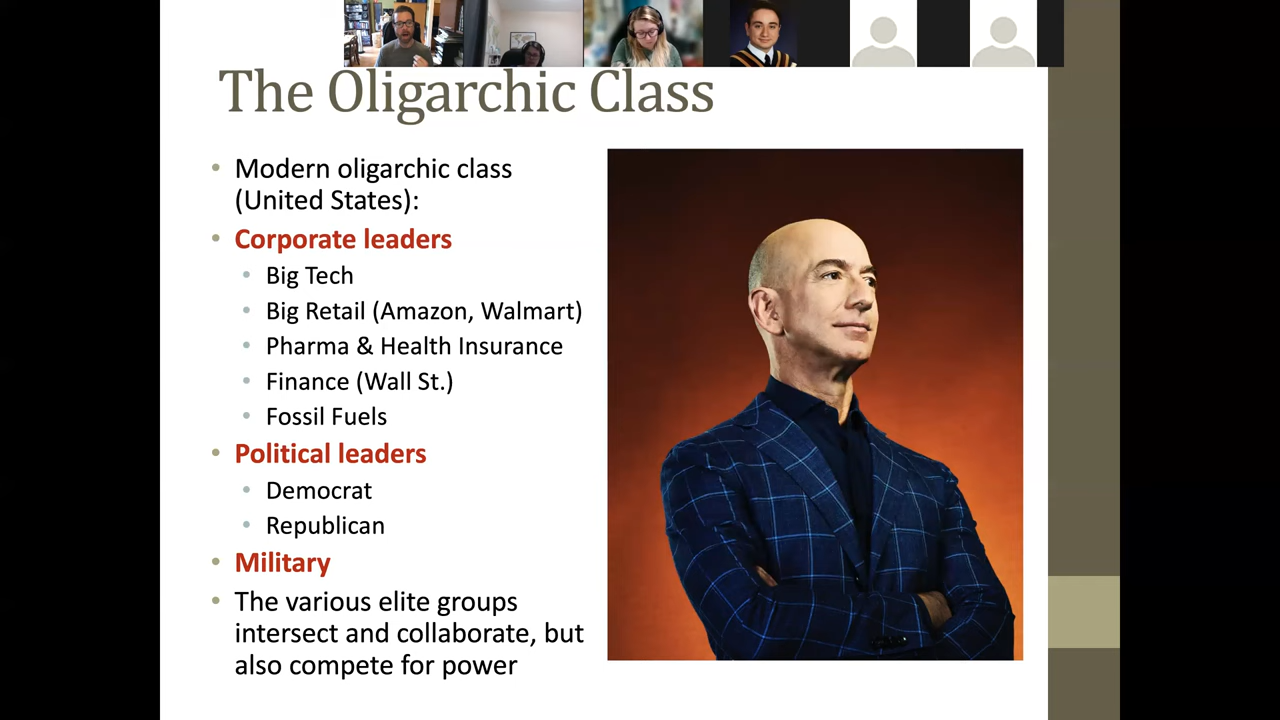 The Oligarchic Class
• Modern oligarchic class
(United States):
• Corporate leaders
• Big Tech
• Big Retail (Amazon, Walmart)
• Pharma & Health Insurance
• Finance (Wall St.)
• Fossil Fuels
• Political leaders
• Democrat
• Republican
• Military
• The various elite groups
intersect and collaborate, but
also compete for power